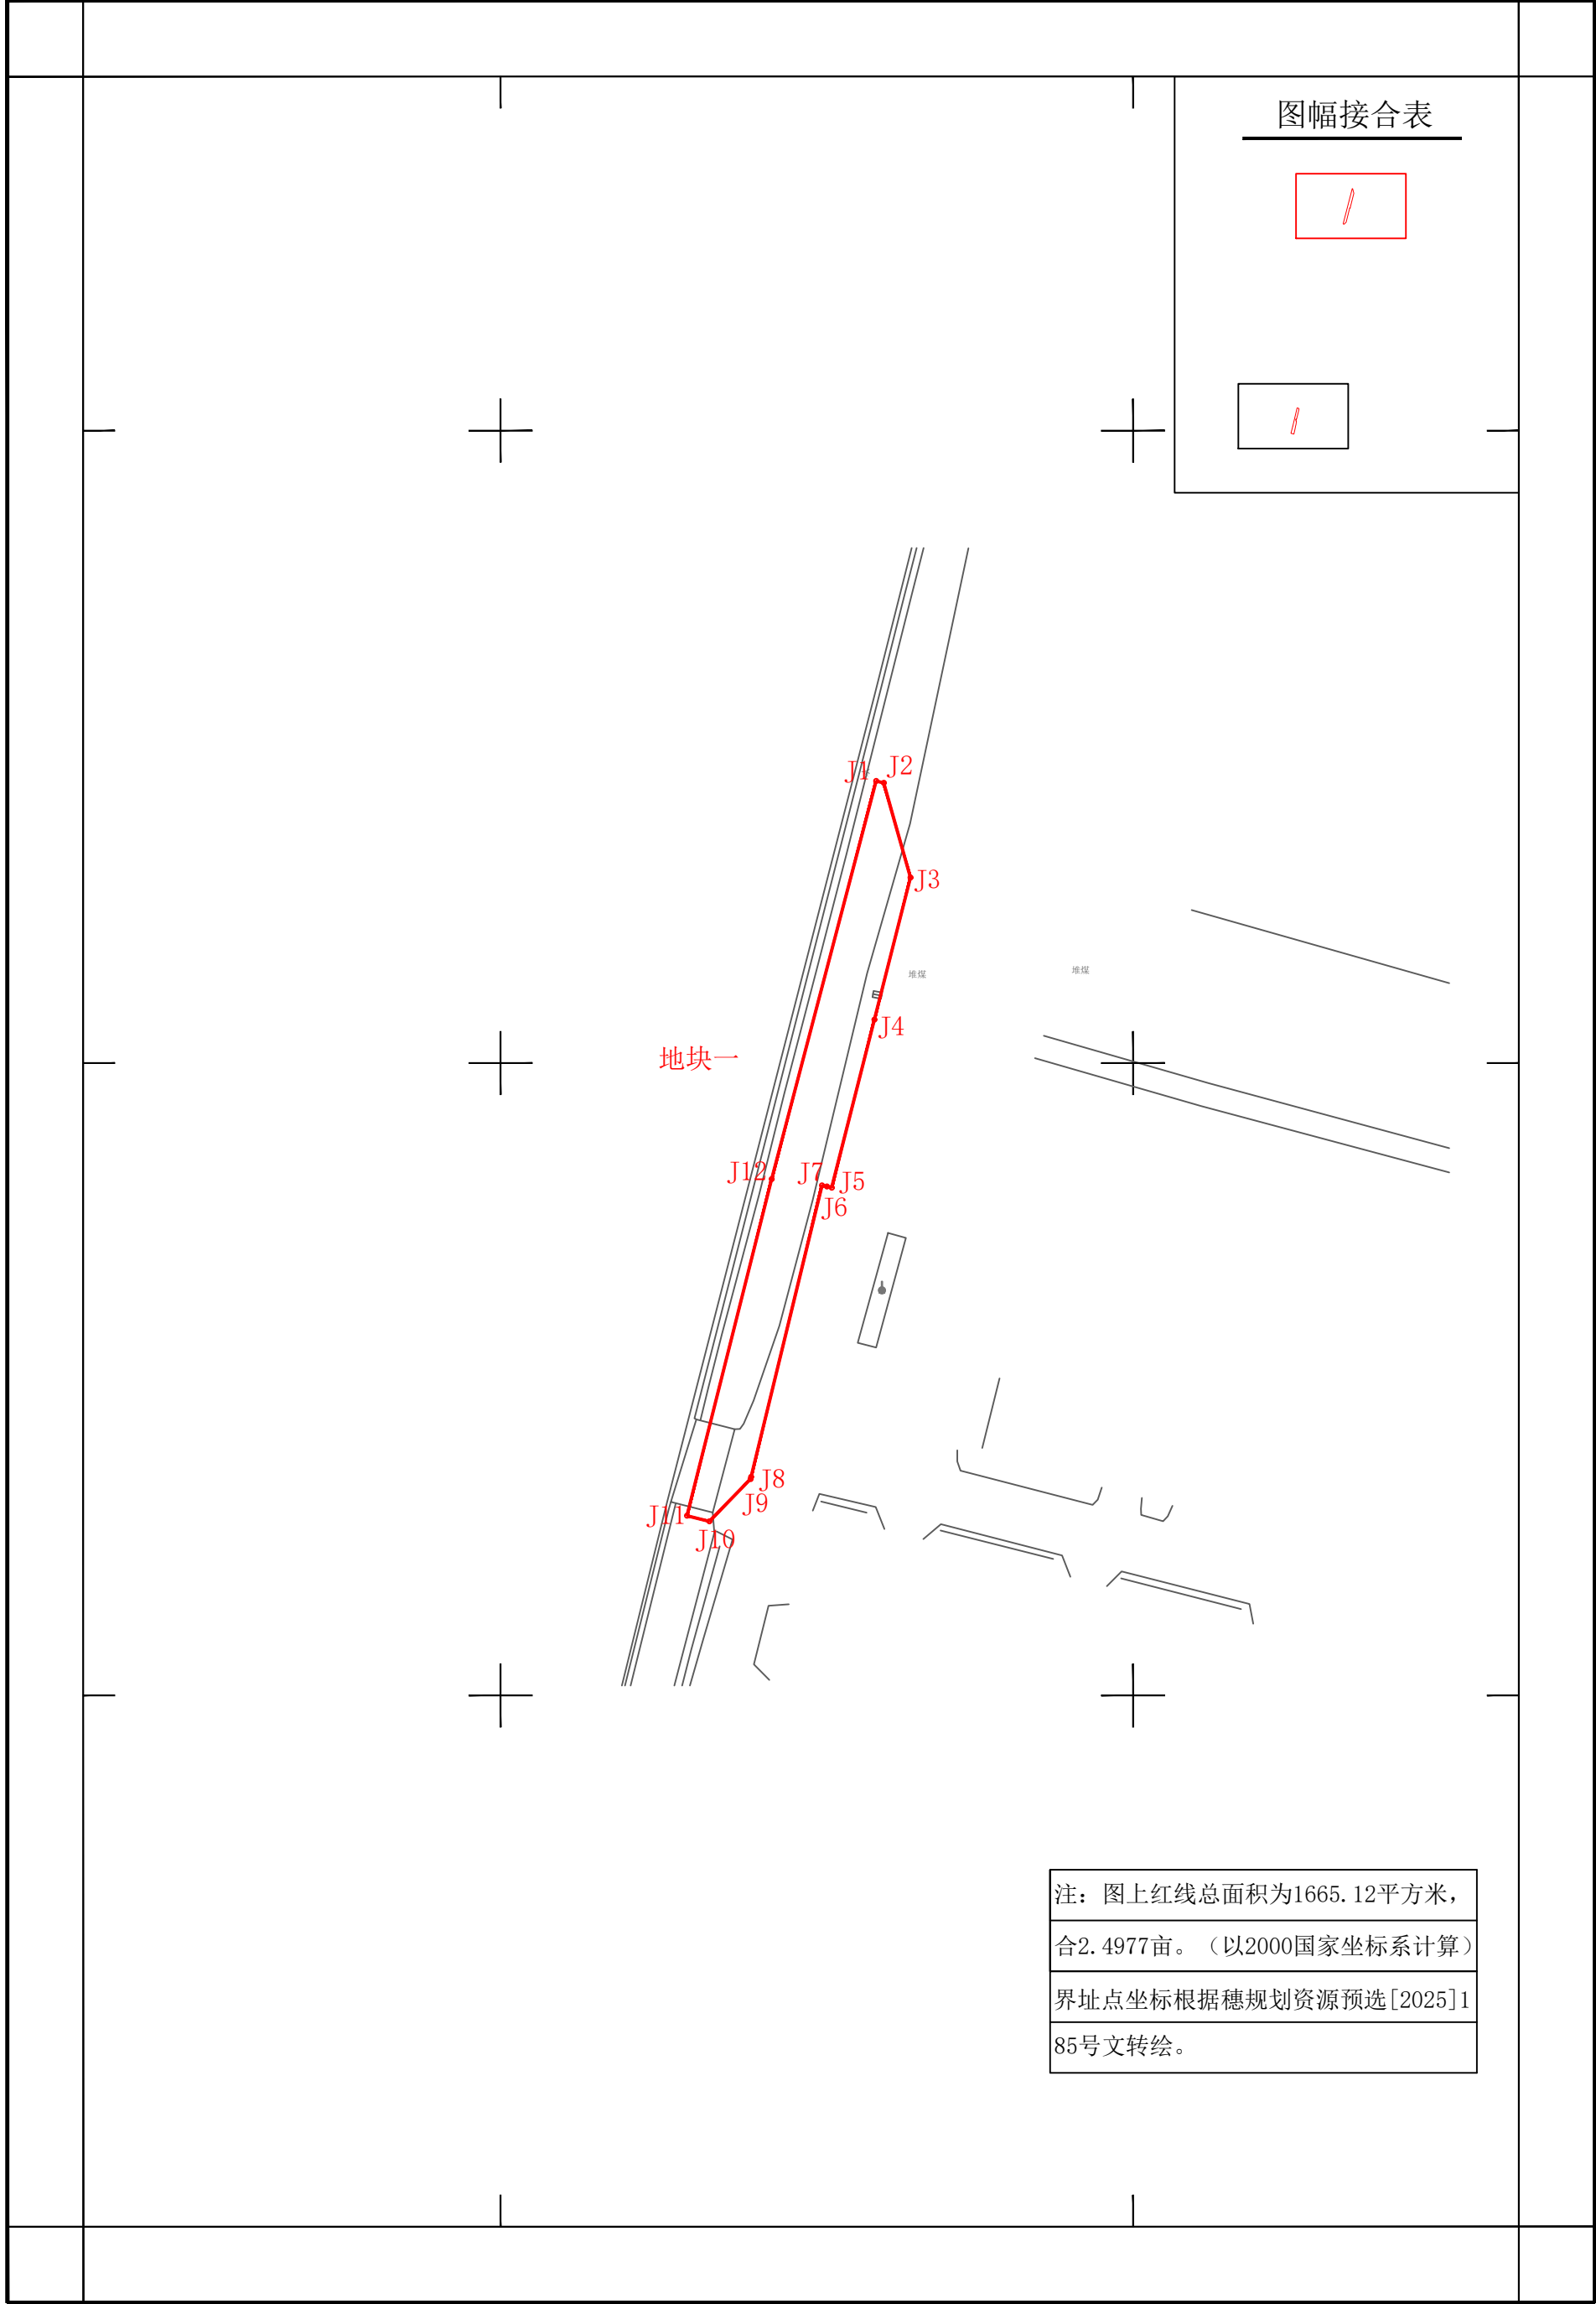 图幅接合表
J1
J2
J3
堆煤
堆煤
J4
地块一
J12
J7
J5
J6
J8
J9
J11
J10
注：图上红线总面积为1665.12平方米，
合2.4977亩。（以2000国家坐标系计算）
界址点坐标根据穗规划资源预选[2025]1
85号文转绘。